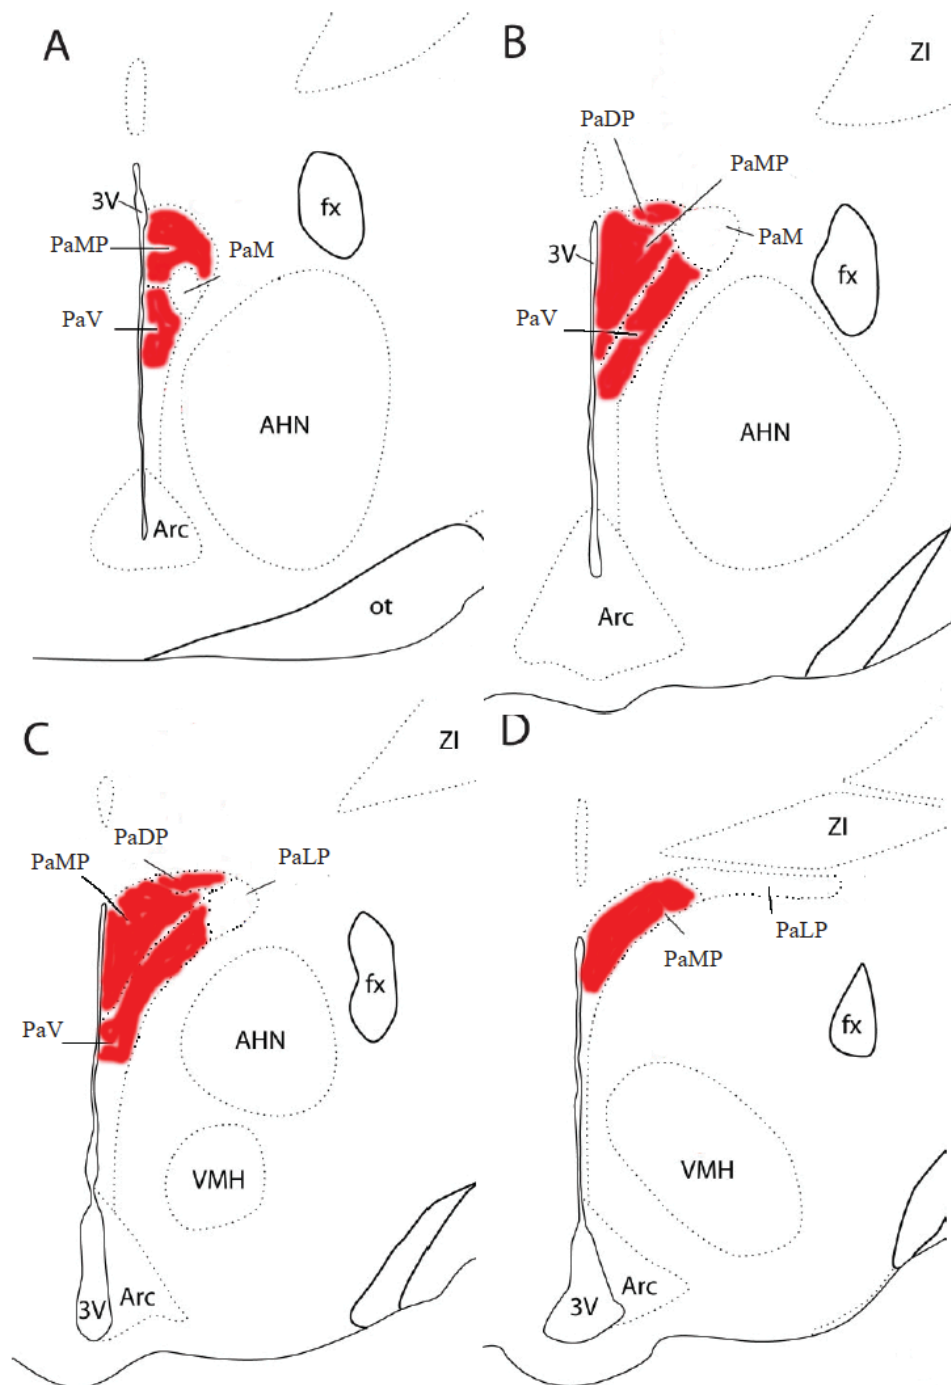 A
3V
fx
PaMP
PaM
PaV
AHN
Arc
ot
B
ZI
PaDP
PaMP
PaM
3V
fx
PaV
AHN
Arc
C
ZI
PaDP
PaMP
PaLP
fx
PaV
AHN
VMH
3V
Arc
D
ZI
PaLP
PaMP
fx
VMH
Arc
3V